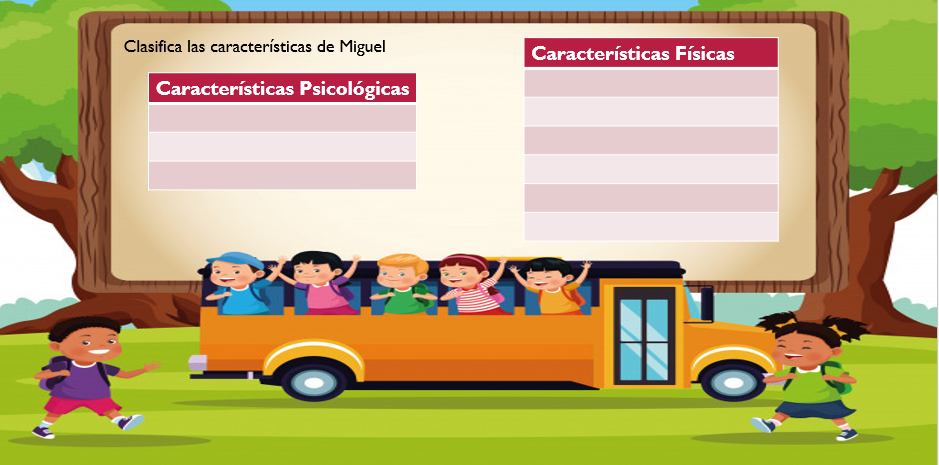 Clasifica las características de Miguel
Características Psicológicas
Características Físicas